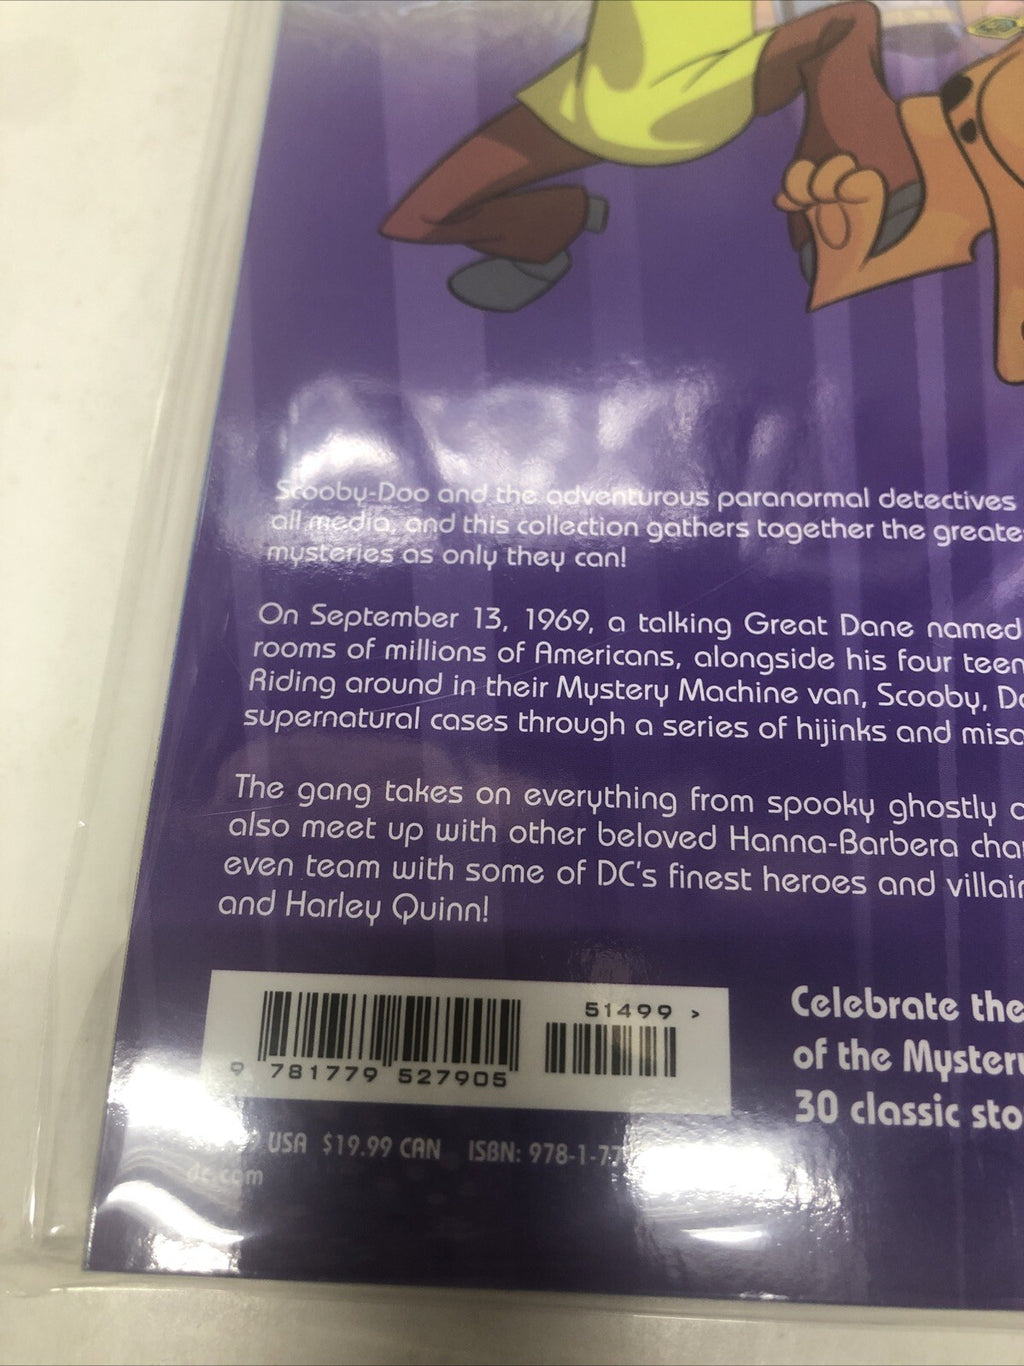 Scooby-Doo and the adventurous paranormal detectives
all media, and this collection gathers together the greate
mysteries as only they can!
On September 13, 1969, a talking Great Dane named
rooms of millions of Americans, alongside his four teen
Riding around in their Mystery Machine van, Scooby, D
supernatural cases through a series of hijinks and misa
The gang takes on everything from spooky ghostly
also meet up with other beloved Hanna-Barbera cha
even team with some of DC's finest heroes and villain
and Harley Quinn!
51499 >
9 781779 527905
Celebrate the
of the Mystery
30 classic sto
USA $19.99 CAN ISBN: 978-1-77
dc.com